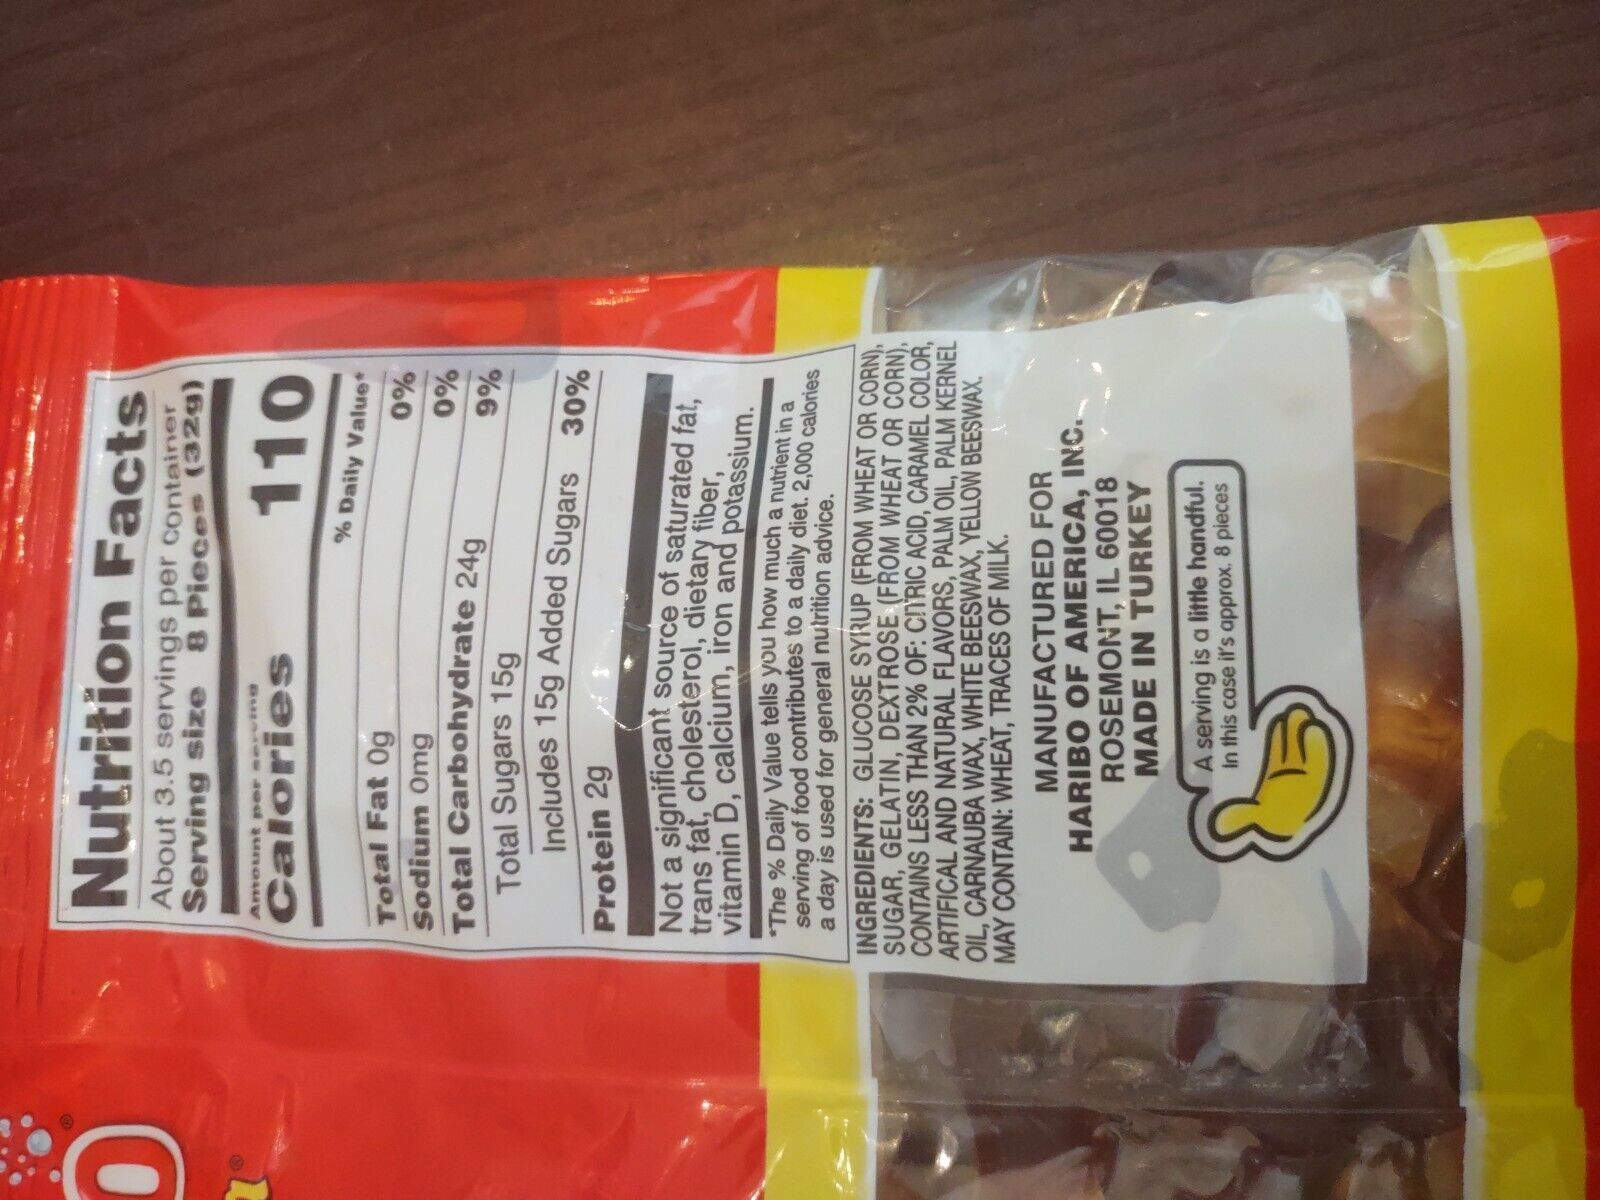 Nutrition Facts
About 3.5 servings per container
Serving size 8 Pieces (32g)
Amount per serving
Calories 110
% Daily Value*
Total Fat 0g 0%
Sodium 0mg 0%
Total Carbohydrate 24g 9%
Total Sugars 15g
Includes 15g Added Sugars 30%
Protein 2g
Not a significant source of saturated fat,
trans fat, cholesterol, dietary fiber,
vitamin D, calcium, iron and potassium.
*The % Daily Value tells you how much a nutrient in a
serving of food contributes to a daily diet. 2,000 calories
a day is used for general nutrition advice.
INGREDIENTS: GLUCOSE SYRUP (FROM WHEAT OR CORN),
SUGAR, GELATIN, DEXTROSE (FROM WHEAT OR CORN),
CONTAINS LESS THAN 2% OF: CITRIC ACID, CARAMEL COLOR,
ARTIFICAL AND NATURAL FLAVORS, PALM OIL, PALM KERNEL
OIL, CARNAUBA WAX, WHITE BEESWAX, YELLOW BEESWAX.
MAY CONTAIN: WHEAT, TRACES OF MILK.
MANUFACTURED FOR
HARIBO OF AMERICA, INC.
ROSEMONT, IL 60018
MADE IN TURKEY
A serving is a little handful.
In this case it's approx. 8 pieces
O